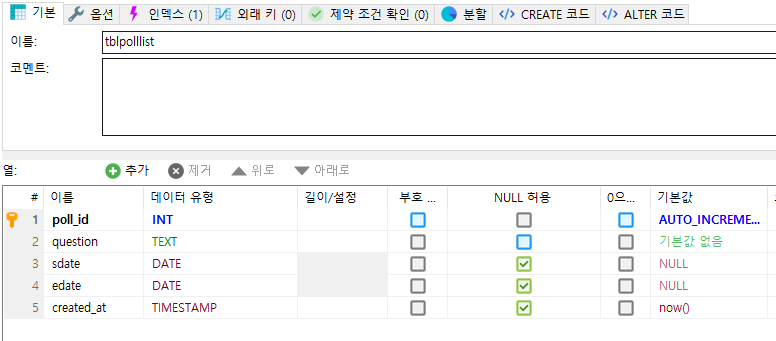 기본 옵션 인덱스 (1) 외래 키 (0) 제약 조건 확인 (0) 분할 CREATE 코드 ALTER 코드
이름: tblpolllist
코멘트:
열: 추가 제거 위로 아래로
# 이름 데이터 유형 길이/설정 부호 ... NULL 허용 0으... 기본값
1 poll_id INT AUTO_INCREME...
2 question TEXT 기본값 없음
3 sdate DATE NULL
4 edate DATE NULL
5 created_at TIMESTAMP now()